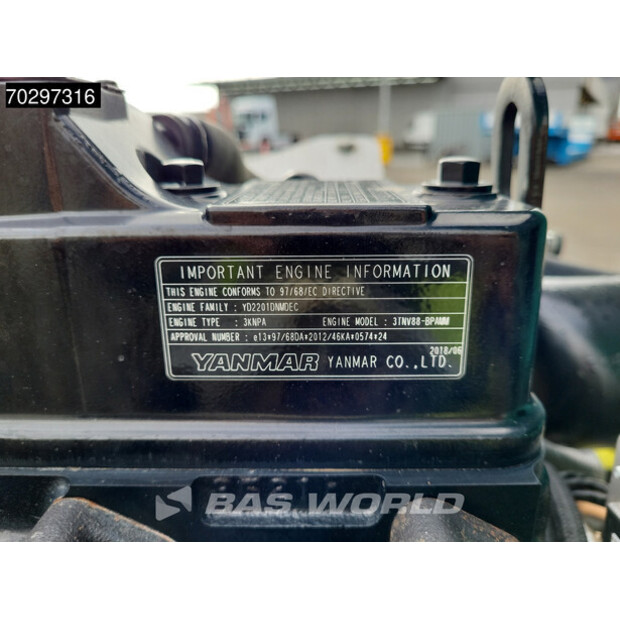 70297316
IMPORTANT ENGINE INFORMATION
THIS ENGINE CONFORMS TO 97/68/EC DIRECTIVE
ENGINE FAMILY : YD2201DNMDEC
ENGINE TYPE : 3KNPA ENGINE MODEL : 3TNV88-BPAMM
APPROVAL NUMBER : e13*97/68DA*2012/46KA*0574*24
2018/06
YANMAR YANMAR CO.,LTD.
BAS WORLD